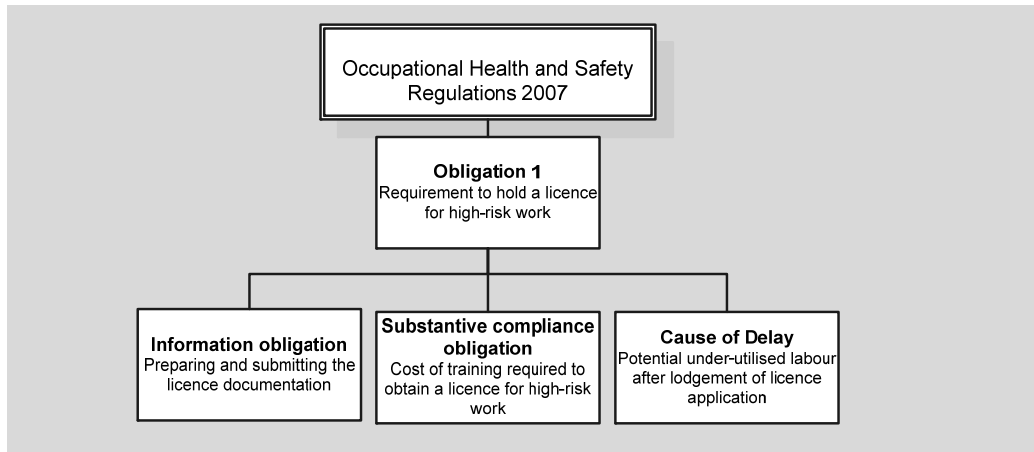 Occupational Health and Safety
Regulations 2007
Obligation 1
Requirement to hold a licence
for high-risk work
Information obligation
Preparing and submitting the
licence documentation
Substantive compliance
obligation
Cost of training required to
obtain a licence for high-risk
work
Cause of Delay
Potential under-utilised labour
after lodgement of licence
application